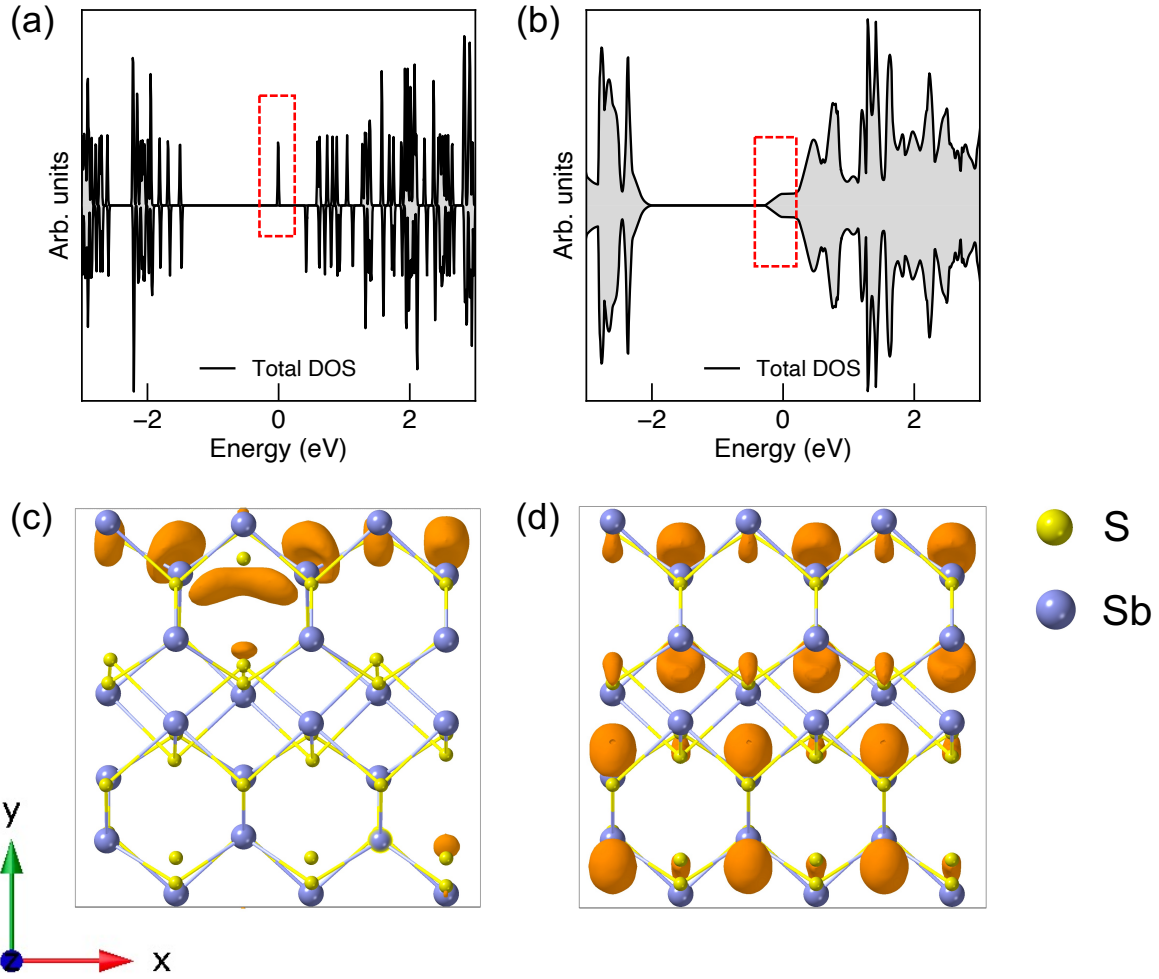 (a)
Arb. units
Total DOS
−2 0 2
Energy (eV)
(b)
Arb. units
Total DOS
−2 0 2
Energy (eV)
(c)
(d)
S
Sb
y
z
x